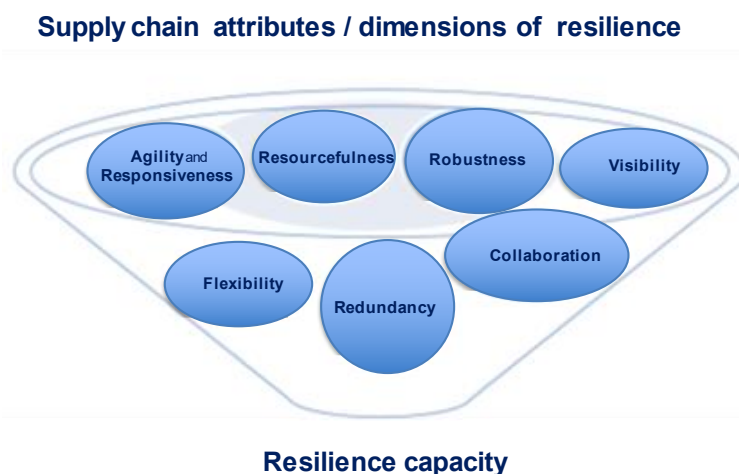 Supply chain attributes / dimensions of resilience
Agility and
Responsiveness
Resourcefulness
Robustness
Visibility
Collaboration
Flexibility
Redundancy
Resilience capacity